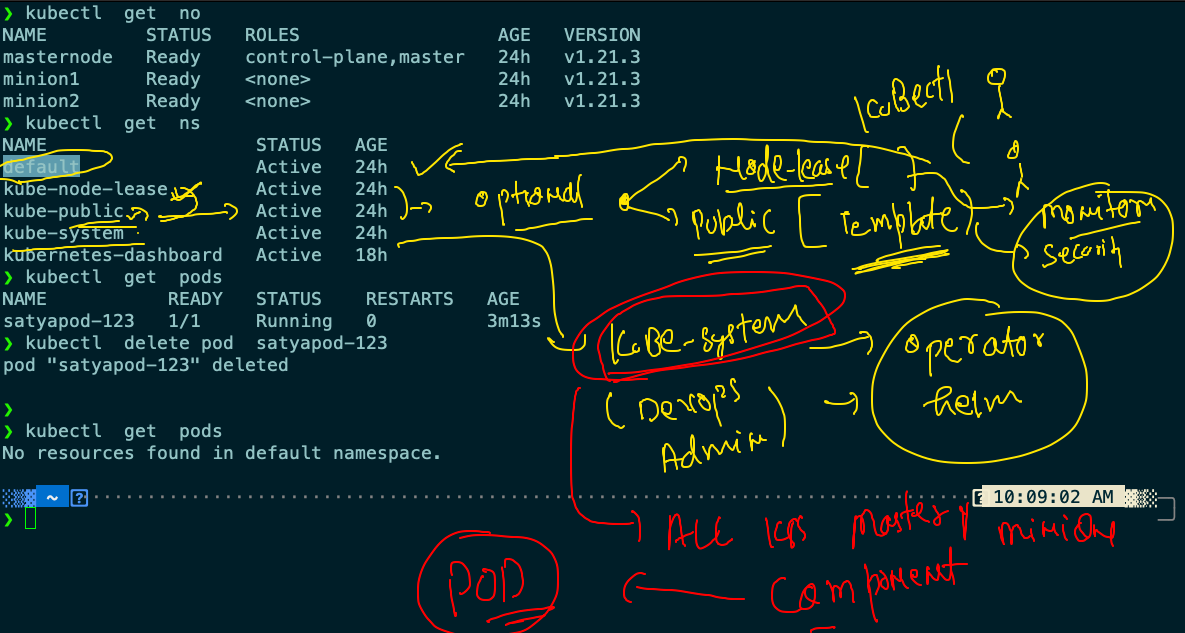 ❯ kubectl get no
NAME STATUS ROLES AGE VERSION
masternode Ready control-plane,master 24h v1.21.3
minion1 Ready <none> 24h v1.21.3
minion2 Ready <none> 24h v1.21.3
❯ kubectl get ns
NAME STATUS AGE
default Active 24h
kube-node-lease Active 24h
kube-public Active 24h
kube-system Active 24h
kubernetes-dashboard Active 18h
❯ kubectl get pods
NAME READY STATUS RESTARTS AGE
satyapod-123 1/1 Running 0 3m13s
❯ kubectl delete pod satyapod-123
pod "satyapod-123" deleted
❯
❯ kubectl get pods
No resources found in default namespace.
~ ? 10:09:02 AM
❯
kubectl
optional
Node-lease
public [Template]
monitor
security
kube-system
operator
helm
(Devops
Admin)
All k8s master & minion
component
POD